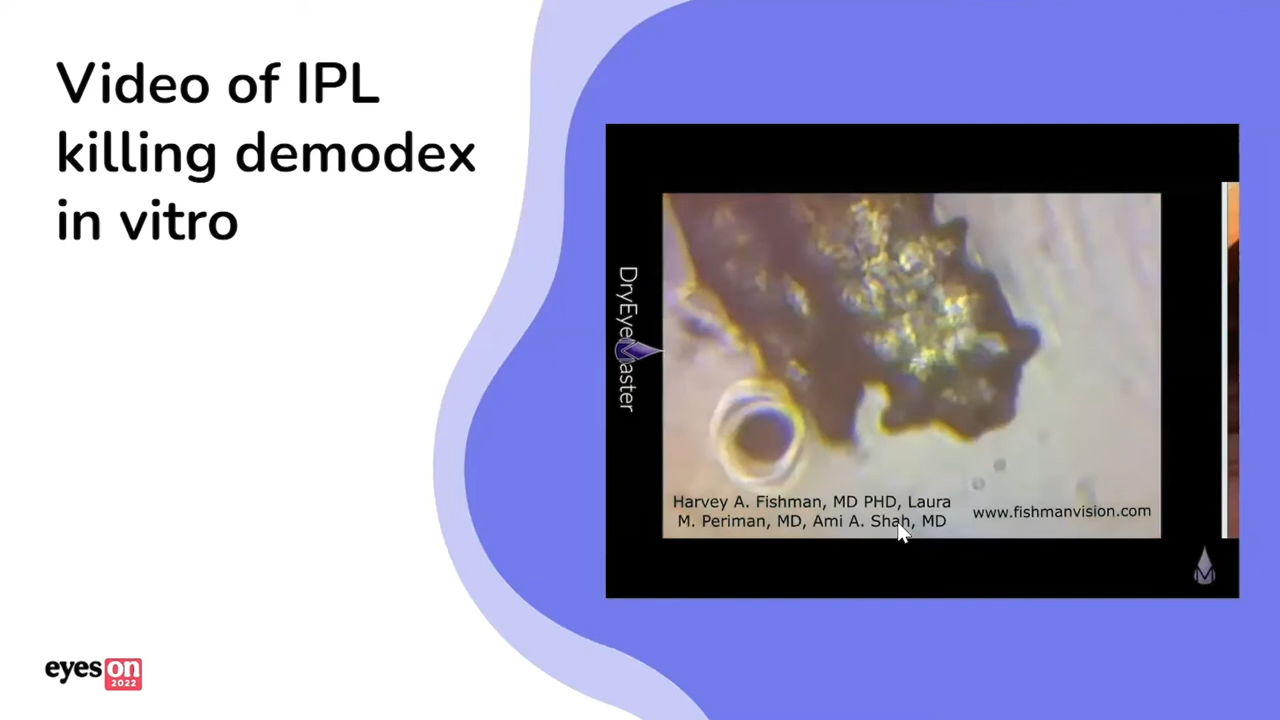 Video of IPL
killing demodex
in vitro
DryEyeMaster
Harvey A. Fishman, MD PHD, Laura
M. Periman, MD, Ami A. Shah, MD
www.fishmanvision.com
M
eyes on
2022